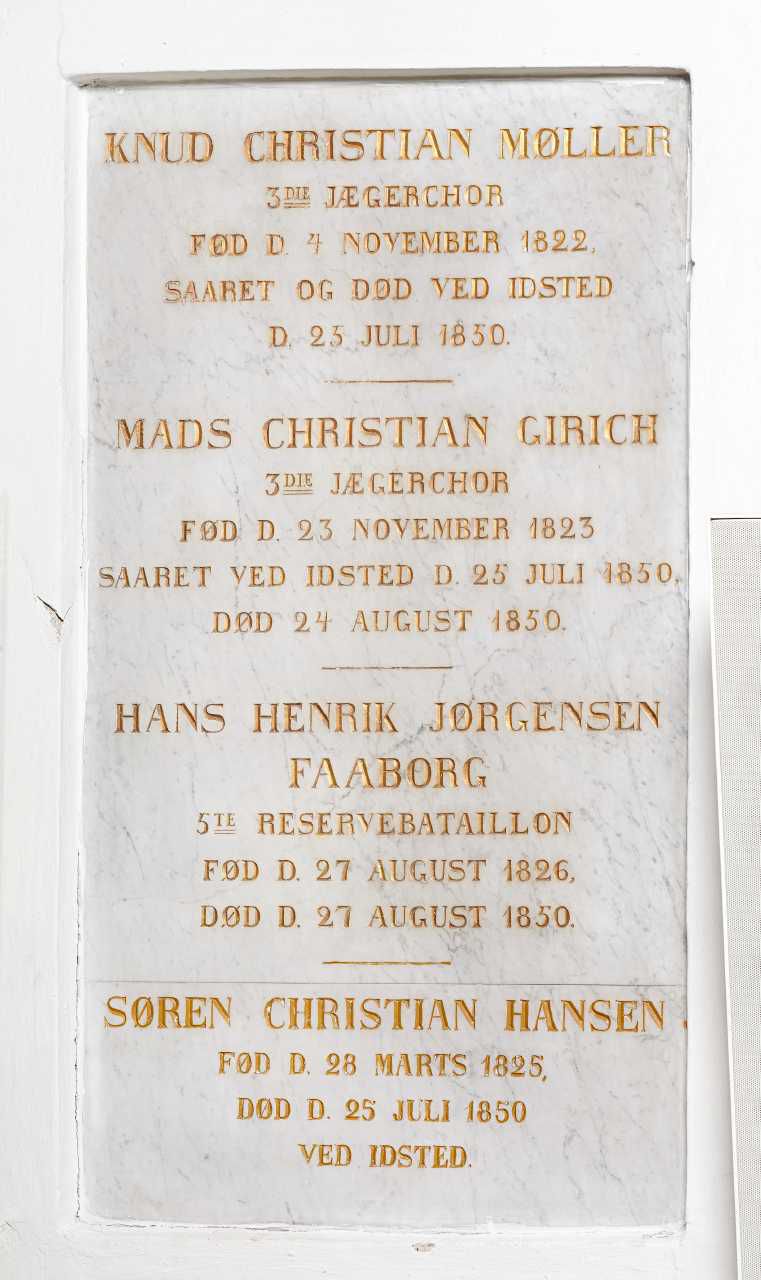 KNUD CHRISTIAN MØLLER
3DIE JÆGERCHOR
FØD D. 4 NOVEMBER 1822,
SAARET OG DØD VED IDSTED
D. 25 JULI 1850.
MADS CHRISTIAN GIRICH
3DIE JÆGERCHOR
FØD D. 23 NOVEMBER 1823
SAARET VED IDSTED D. 25 JULI 1850,
DØD 24 AUGUST 1850.
HANS HENRIK JØRGENSEN
FAABORG
5TE RESERVEBATAILLON
FØD D. 27 AUGUST 1826,
DØD D. 27 AUGUST 1850.
SØREN CHRISTIAN HANSEN.
FØD D. 28 MARTS 1825,
DØD D. 25 JULI 1850
VED IDSTED.